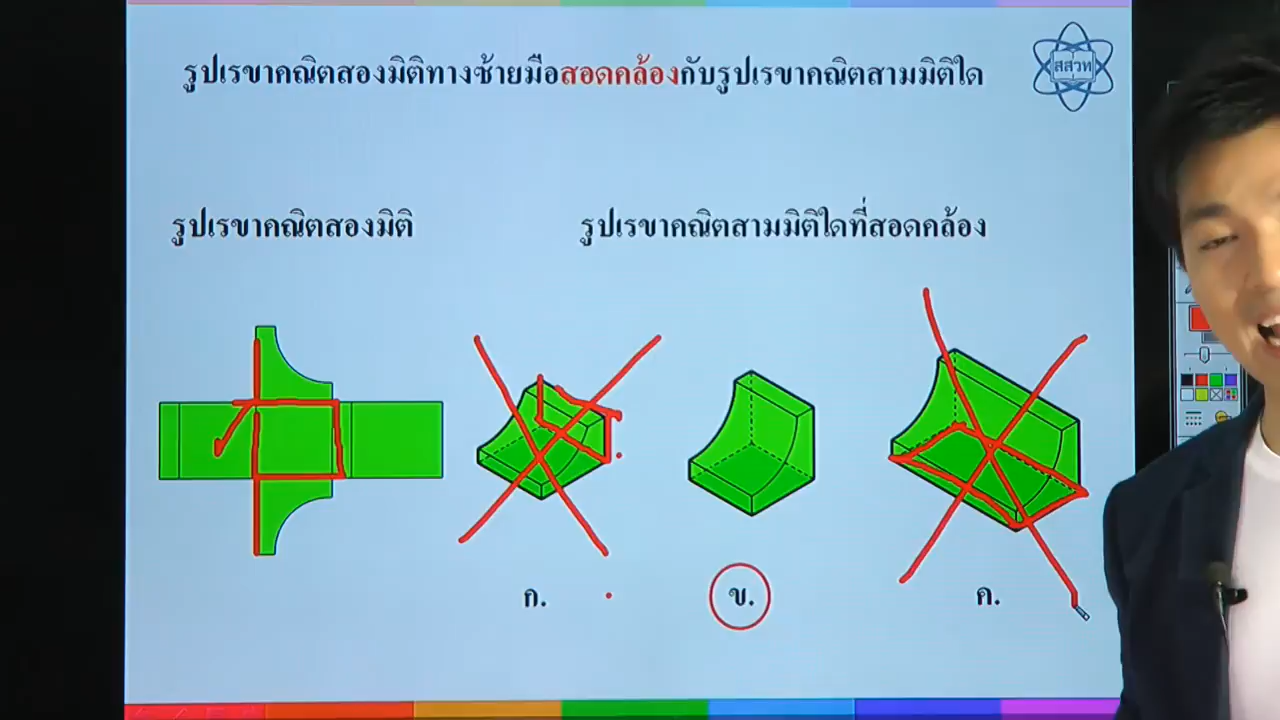 รูปเรขาคณิตสองมิติทางซ้ายมือสอดคล้องกับรูปเรขาคณิตสามมิติใด
สสวท
รูปเรขาคณิตสองมิติ
รูปเรขาคณิตสามมิติใดที่สอดคล้อง
ก.
ข.
ค.